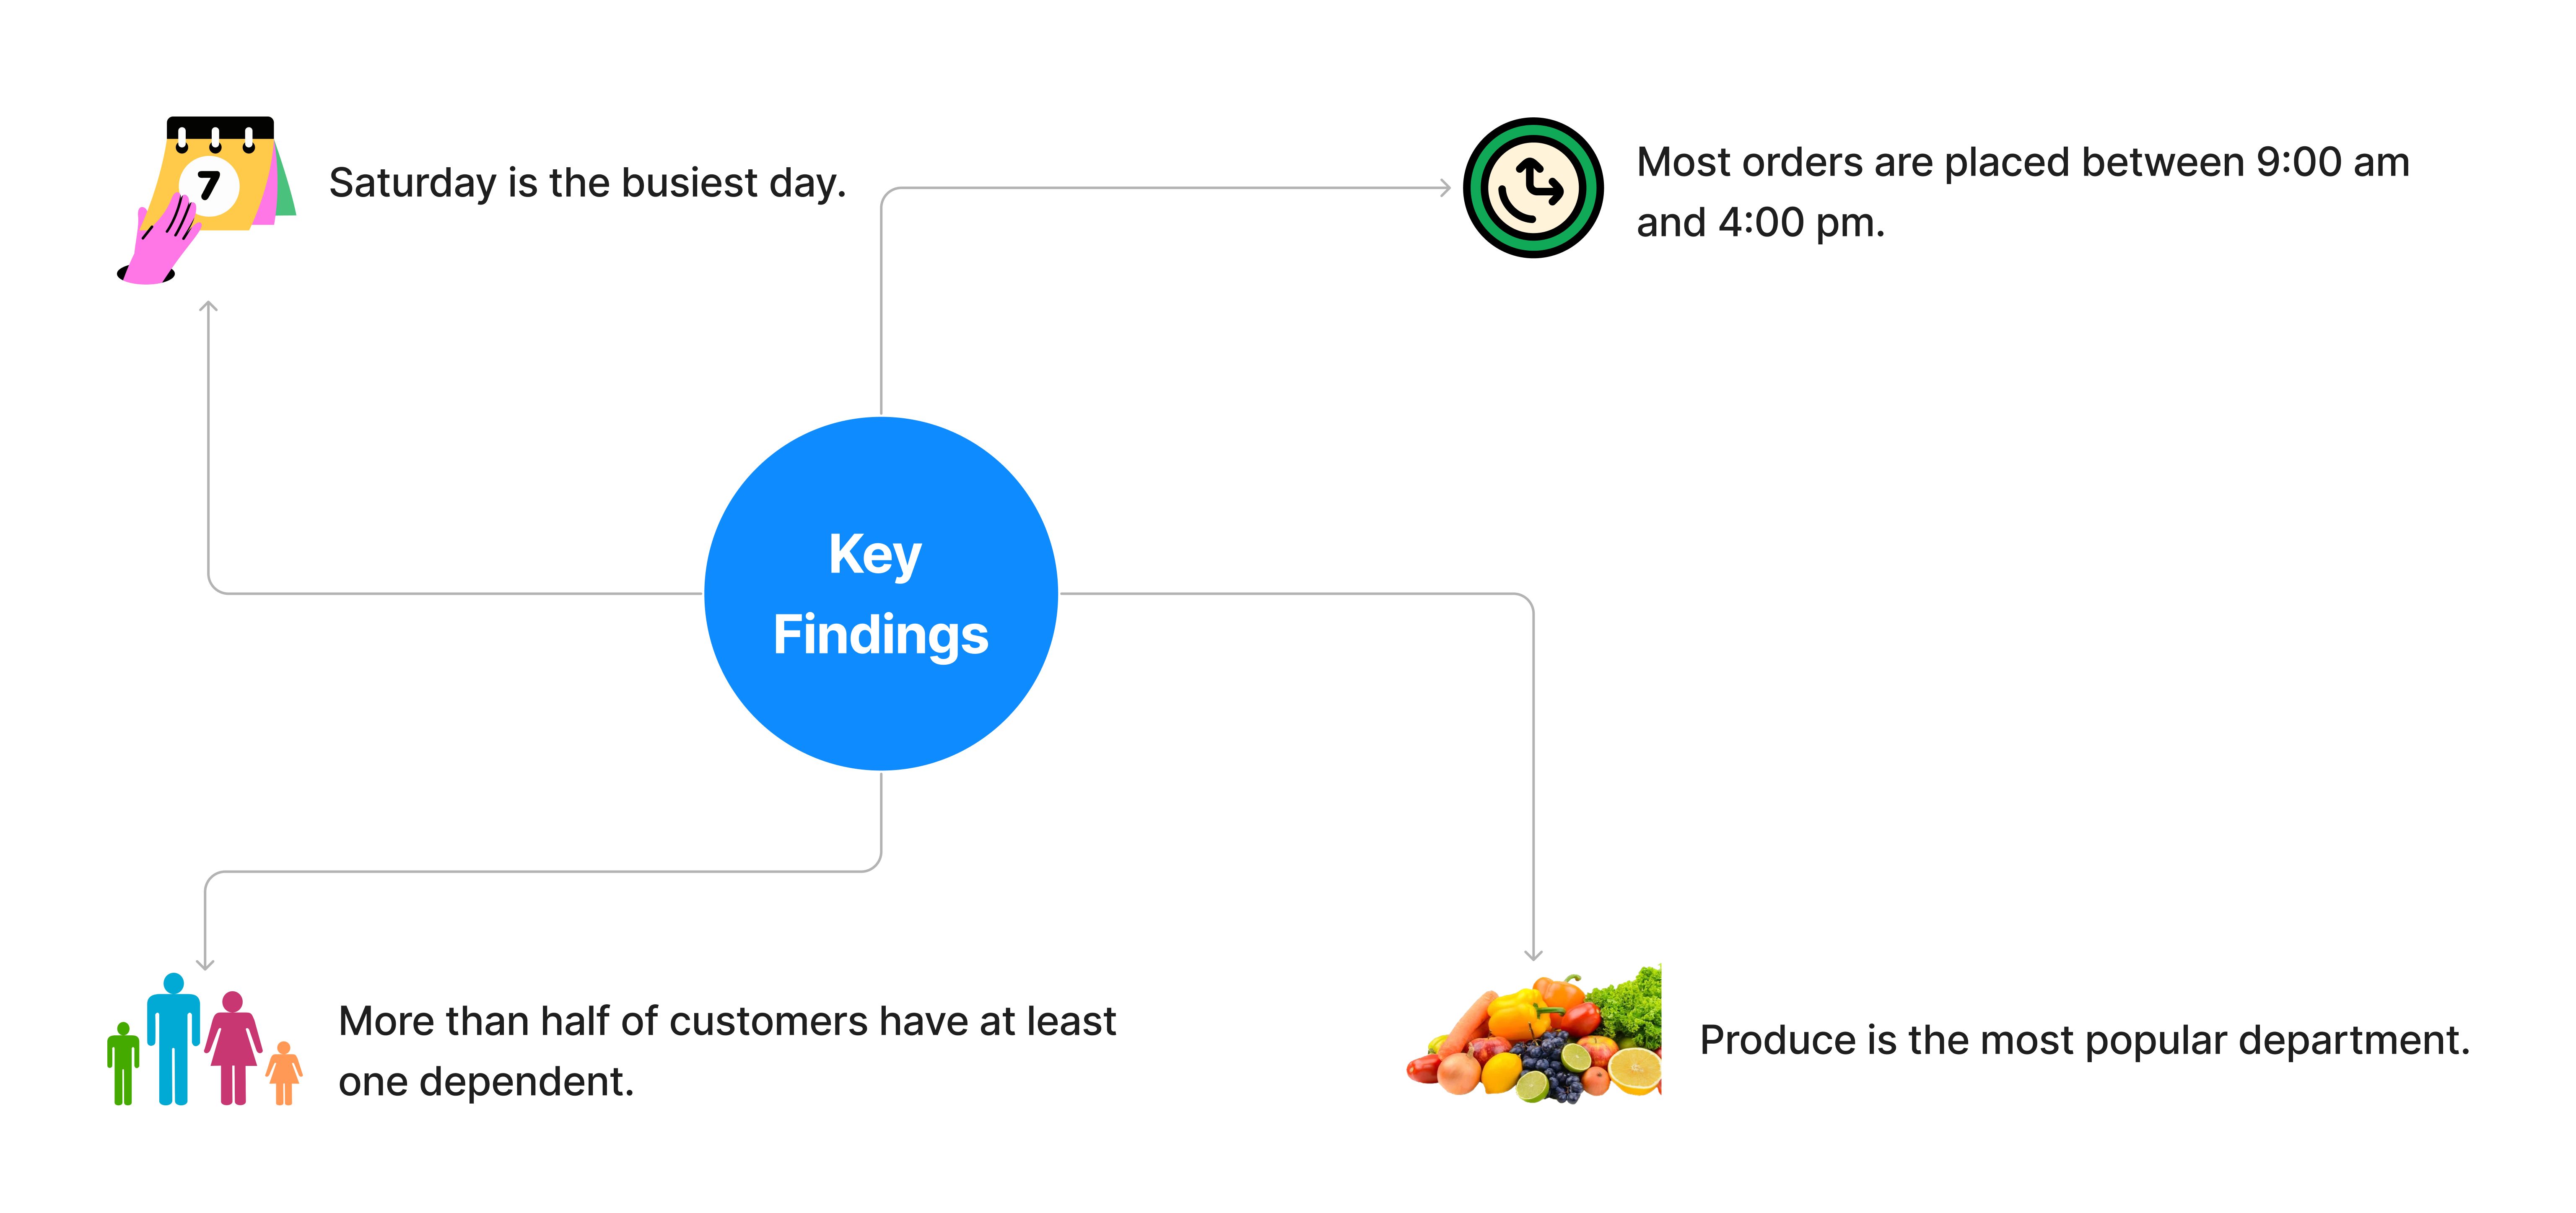 7
Saturday is the busiest day.
Most orders are placed between 9:00 am
and 4:00 pm.
Key
Findings
More than half of customers have at least
one dependent.
Produce is the most popular department.